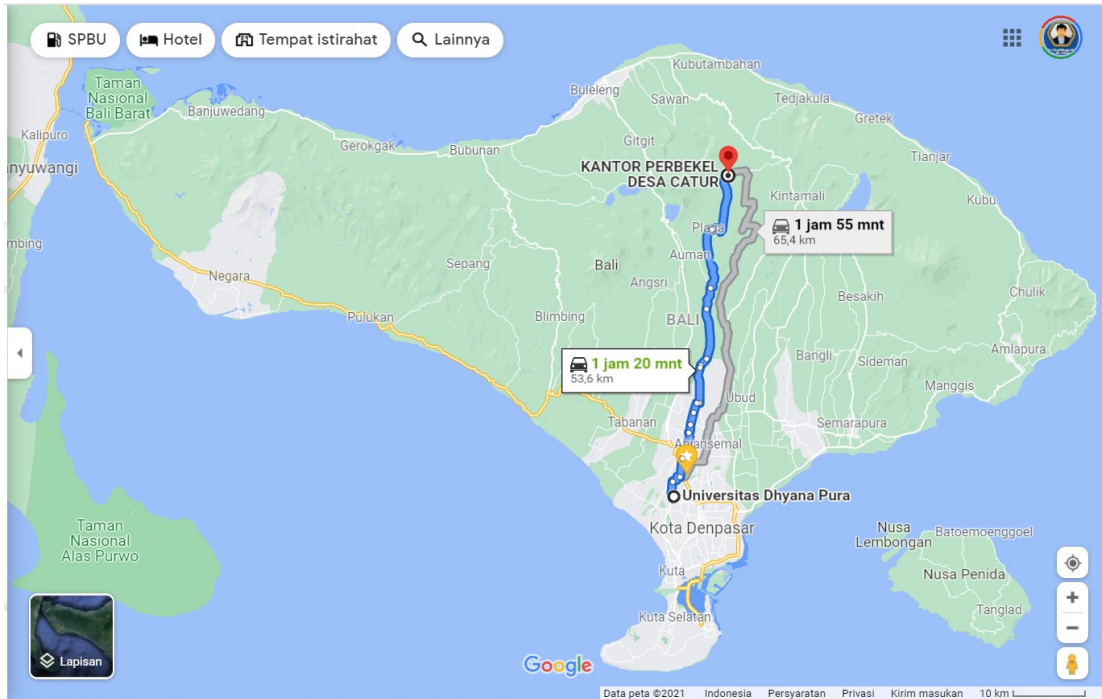 SPBU
Hotel
Tempat istirahat
Lainnya
Kubutambahan
Taman
Nasional
Bali Barat
Banjuwedang
Buleleng
Sawan
Tedjakula
Gretek
Kalipuro
Gerokgak
Bubunan
Gitgit
Tianjar
nyuwangi
KANTOR PERBEKEL
DESA CATUR
Kintamali
Kubu
mbing
Plaga
1 jam 55 mnt
65,4 km
Sepang
Bali
Auman
Negara
Angsri
Besakih
Chulik
Pulukan
Blimbing
BALI
1 jam 20 mnt
53,6 km
Bangli
Sideman
Amlapura
Manggis
Ubud
Tabanan
Semarapura
Abiansemal
Universitas Dhyana Pura
Taman
Nasional
Alas Purwo
Kota Denpasar
Nusa
Lembongan
Batoemoenggoel
Kuta
Nusa Penida
Kuta Selatan
Tanglad
Lapisan
Google
Data peta ©2021 Indonesia Persyaratan Privasi Kirim masukan 10 km